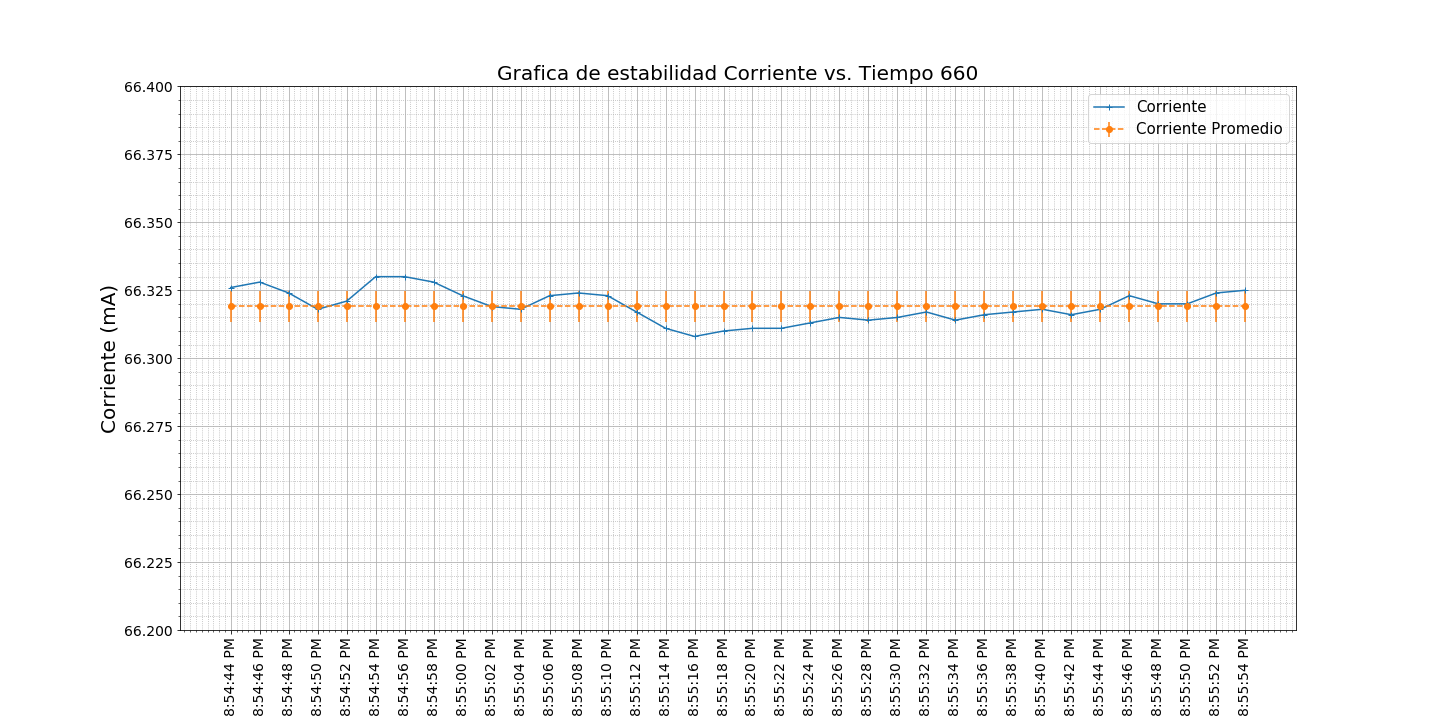 Grafica de estabilidad Corriente vs. Tiempo 660
Corriente
Corriente Promedio
Corriente (mA)
66.400
66.375
66.350
66.325
66.300
66.275
66.250
66.225
66.200
8:54:44 PM
8:54:46 PM
8:54:48 PM
8:54:50 PM
8:54:52 PM
8:54:54 PM
8:54:56 PM
8:54:58 PM
8:55:00 PM
8:55:02 PM
8:55:04 PM
8:55:06 PM
8:55:08 PM
8:55:10 PM
8:55:12 PM
8:55:14 PM
8:55:16 PM
8:55:18 PM
8:55:20 PM
8:55:22 PM
8:55:24 PM
8:55:26 PM
8:55:28 PM
8:55:30 PM
8:55:32 PM
8:55:34 PM
8:55:36 PM
8:55:38 PM
8:55:40 PM
8:55:42 PM
8:55:44 PM
8:55:46 PM
8:55:48 PM
8:55:50 PM
8:55:52 PM
8:55:54 PM